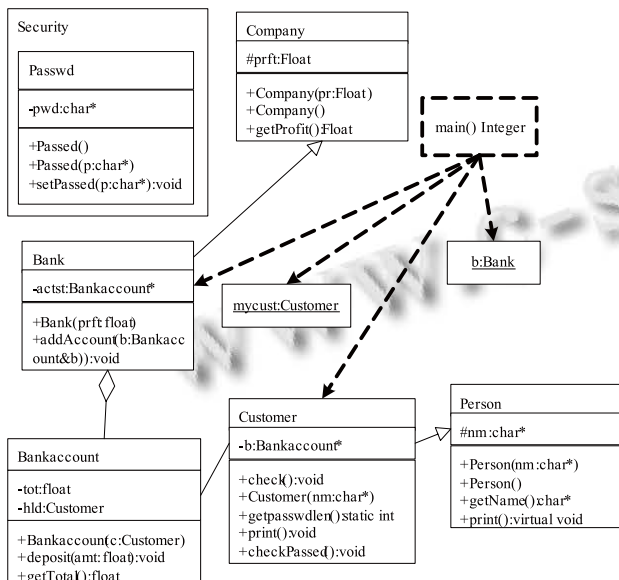 Security
Passwd
-pwd:char*
+Passed()
+Passed(p:char*)
+setPassed(p:char*):void
Company
#prft:Float
+Company(pr:Float)
+Company()
+getProfit():Float
main() Integer
Bank
-actst:Bankaccount*
+Bank(prft:float)
+addAccount(b:Bankacc
ount&b)):void
mycust:Customer
b:Bank
Bankaccount
-tot:float
-hld:Customer
+Bankaccount(c:Customer)
+deposit(amt:float):void
+getTotal():float
Customer
-b:Bankaccount*
+check():void
+Customer(nm:char*)
+getpasswdlen():static int
+print():void
+checkPassed():void
Person
#nm:char*
+Person(nm:char*)
+Person()
+getName():char*
+print():virtual void